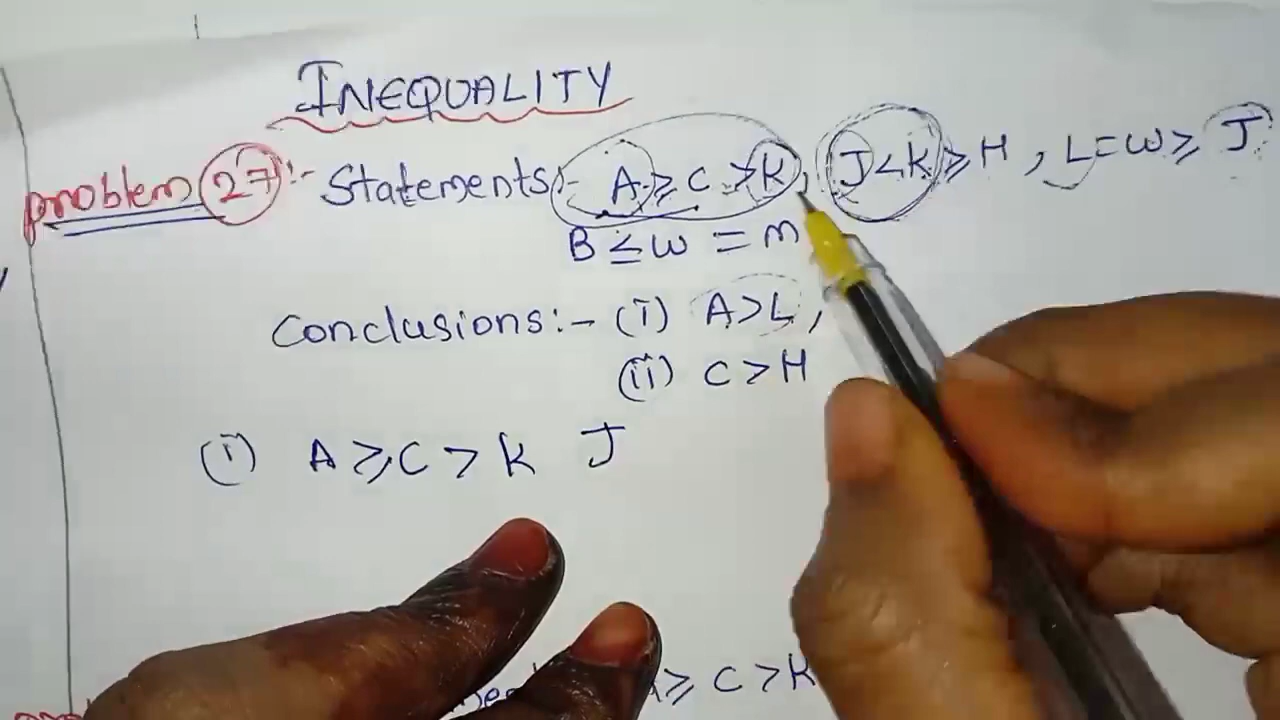 INEQUALITY
problem 27:- Statements:- A ≥ C > K, J < K ≥ H, L = W ≥ J
B ≤ W = M
Conclusions:- (i) A > L,
(ii) C > H
(i) A ≥ C > K J
A ≥ C > K